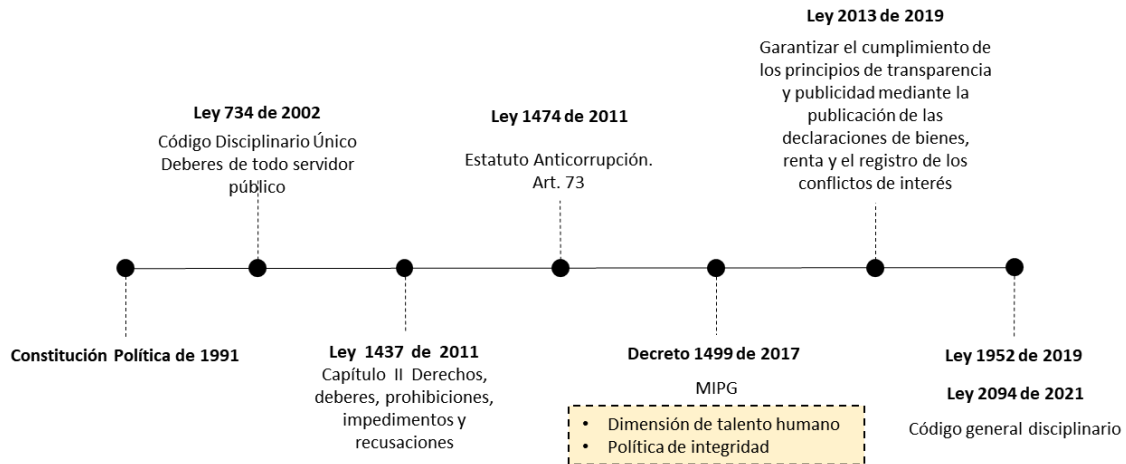 Ley 2013 de 2019
Garantizar el cumplimiento de
los principios de transparencia
y publicidad mediante la
publicación de las
declaraciones de bienes,
renta y el registro de los
conflictos de interés
Ley 734 de 2002
Código Disciplinario Único
Deberes de todo servidor
público
Ley 1474 de 2011
Estatuto Anticorrupción.
Art. 73
Constitución Política de 1991
Ley 1437 de 2011
Capítulo II Derechos,
deberes, prohibiciones,
impedimentos y
recusaciones
Decreto 1499 de 2017
MIPG
• Dimensión de talento humano
• Política de integridad
Ley 1952 de 2019
Ley 2094 de 2021
Código general disciplinario